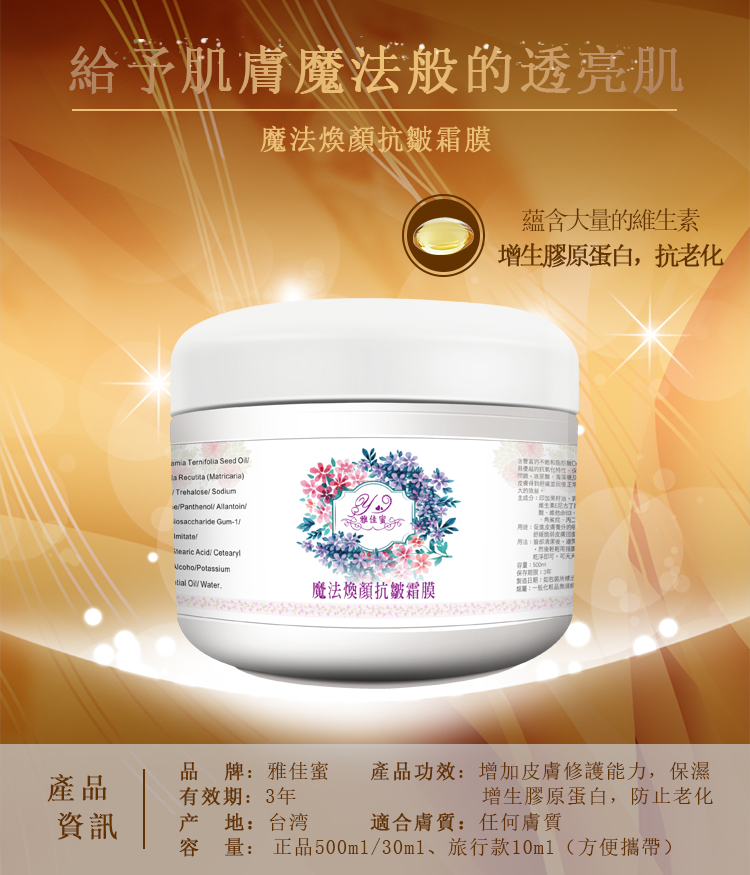 給予肌膚魔法般的透亮肌
魔法煥顏抗皺霜膜
蘊含大量的維生素
增生膠原蛋白，抗老化
Ternifolia Seed Oil/
Recutita (Matricaria)
/ Trehalose/ Sodium
/Panthenol/ Allantoin/
Gum-1/
Acid/ Cetearyl
/Potassium
Oil/ Water.
雅佳蜜
魔法煥顏抗皺霜膜
容量：500ml
保存期限：3年
產品
資訊
品 牌：雅佳蜜
有效期：3年
产 地：台湾
容 量： 正品500ml/30ml、旅行款10ml（方便攜帶）
產品功效：增加皮膚修護能力，保濕
增生膠原蛋白，防止老化
適合膚質：任何膚質